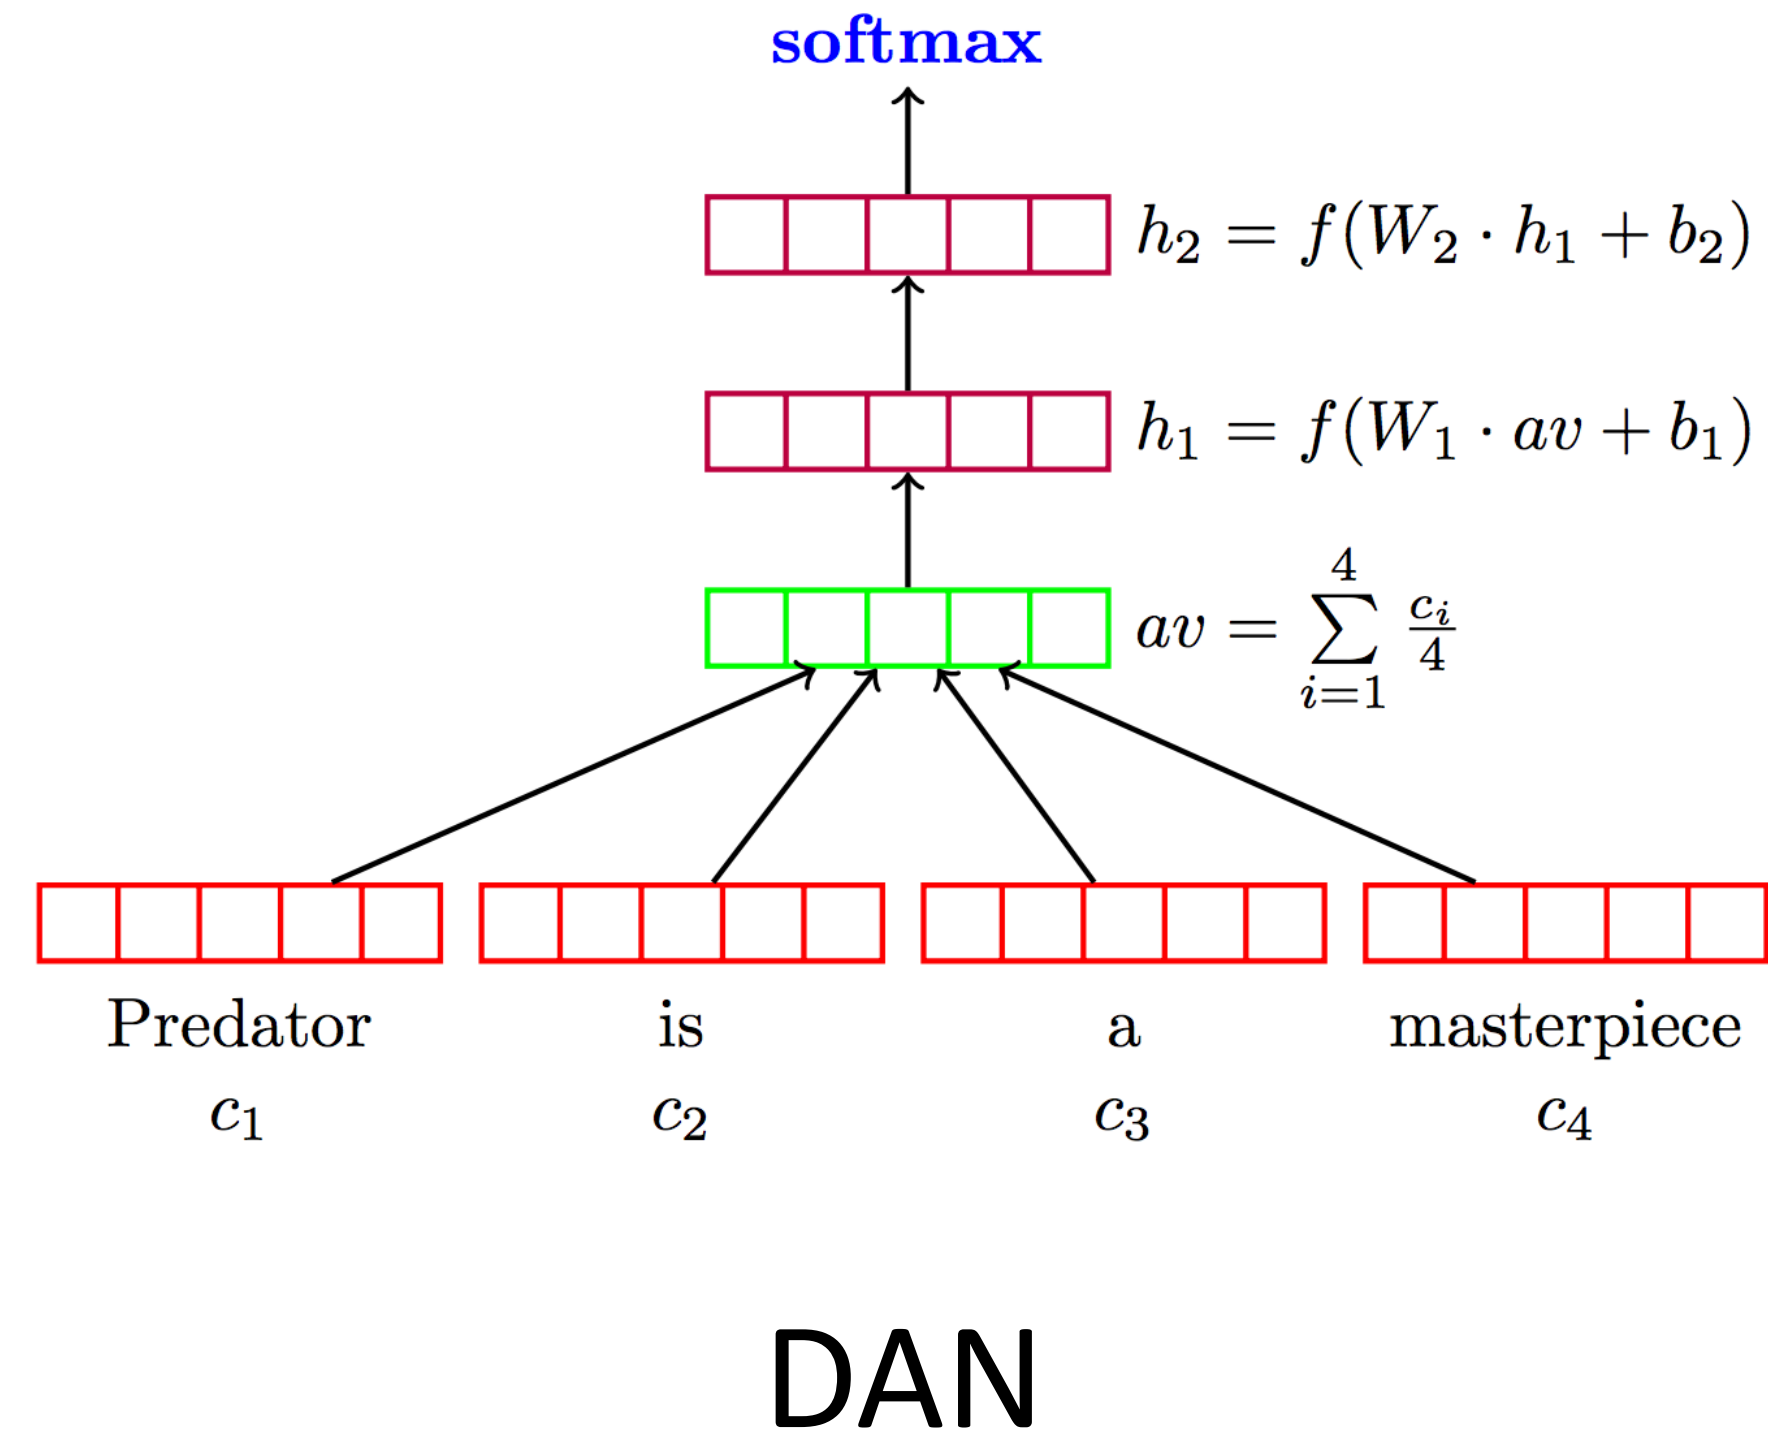 softmax
h₂ = f(W₂ · h₁ + b₂)
h₁ = f(W₁ · av + b₁)
av = ∑_{i=1}^{4} c_i/4
Predator is a masterpiece
c₁ c₂ c₃ c₄
DAN